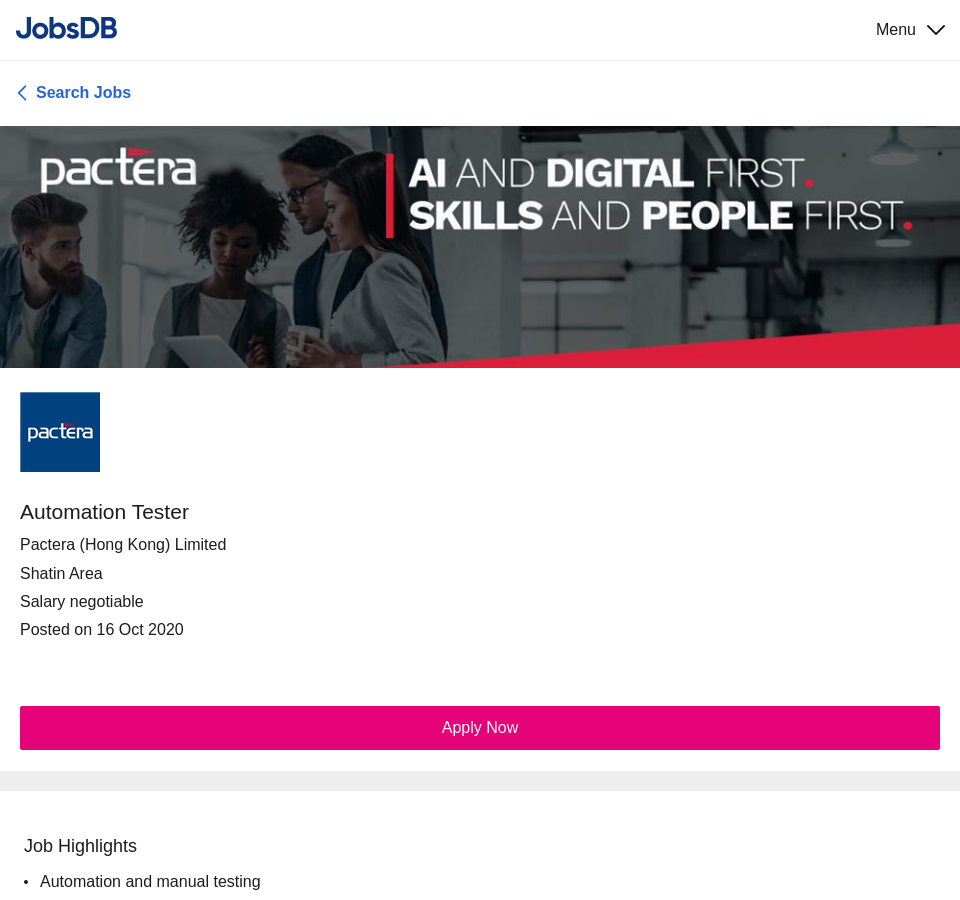 JobsDB
Menu
Search Jobs
pactera
AI AND DIGITAL FIRST.
SKILLS AND PEOPLE FIRST.
pactera
Automation Tester
Pactera (Hong Kong) Limited
Shatin Area
Salary negotiable
Posted on 16 Oct 2020
Apply Now
Job Highlights
• Automation and manual testing